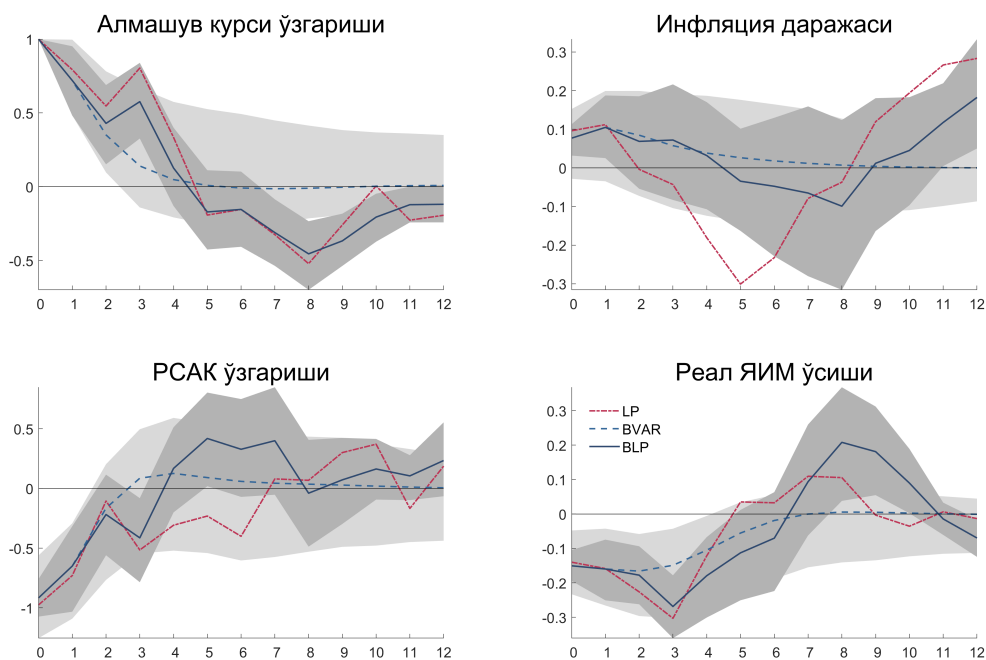 Алмашув курси ўзгариши
1
0.5
0
-0.5
0 1 2 3 4 5 6 7 8 9 10 11 12
Инфляция даражаси
0.3
0.2
0.1
0
-0.1
-0.2
-0.3
0 1 2 3 4 5 6 7 8 9 10 11 12
РСАК ўзгариши
0.5
0
-0.5
-1
0 1 2 3 4 5 6 7 8 9 10 11 12
Реал ЯИМ ўсиши
0.3
0.2
0.1
0
-0.1
-0.2
-0.3
LP
BVAR
BLP
0 1 2 3 4 5 6 7 8 9 10 11 12